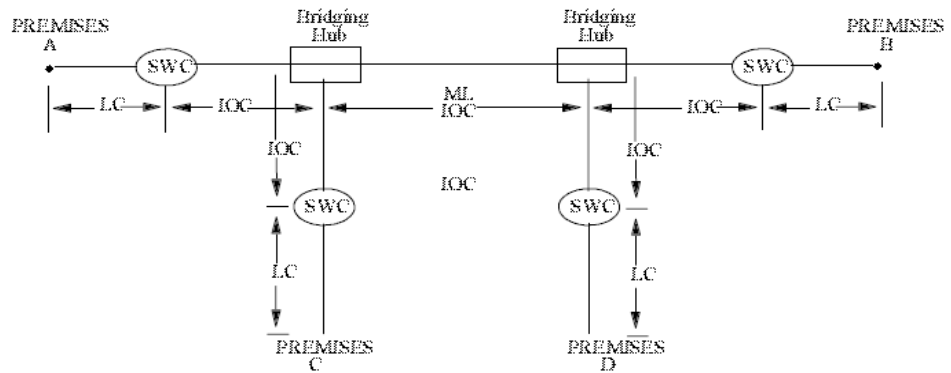 PREMISES
A
Bridging
Hub
Bridging
Hub
PREMISES
B
SWC
SWC
LC
IOC
ML
IOC
IOC
LC
IOC
IOC
IOC
SWC
SWC
LC
LC
PREMISES
C
PREMISES
D